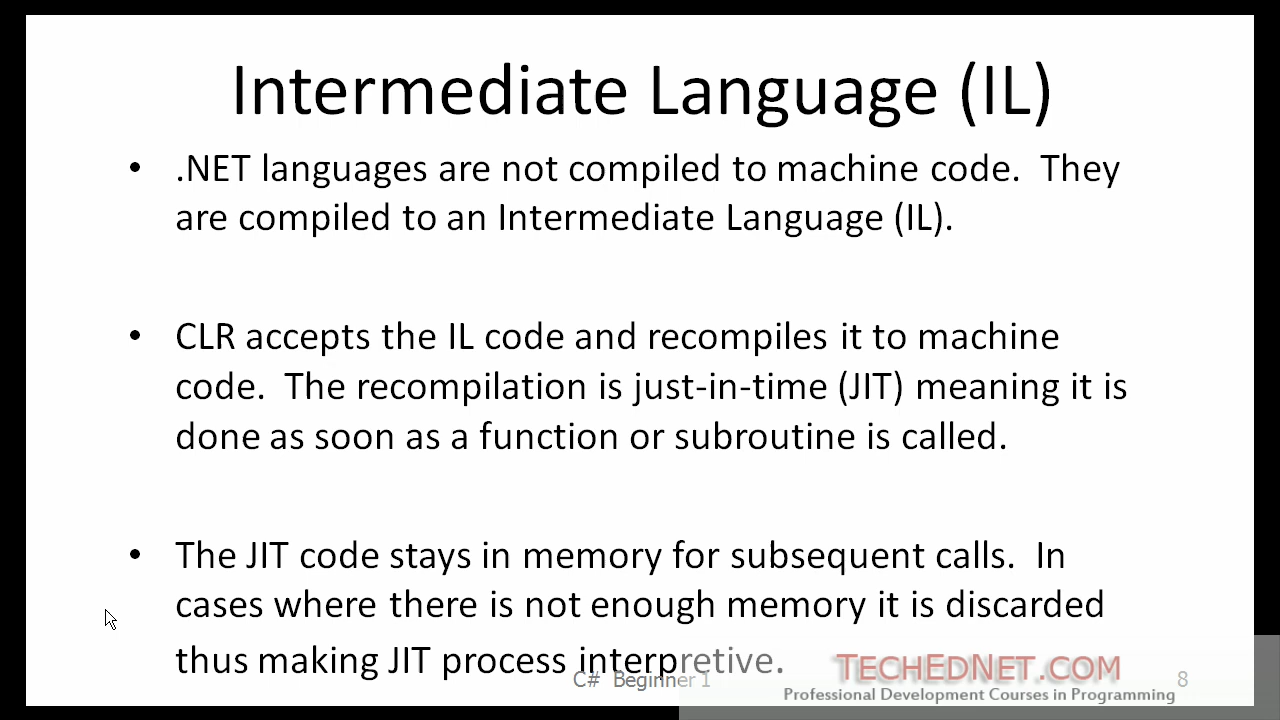 Intermediate Language (IL)
• .NET languages are not compiled to machine code.  They
are compiled to an Intermediate Language (IL).
• CLR accepts the IL code and recompiles it to machine
code.  The recompilation is just-in-time (JIT) meaning it is
done as soon as a function or subroutine is called.
• The JIT code stays in memory for subsequent calls.  In
cases where there is not enough memory it is discarded
thus making JIT process interpretive.
C#  Beginner 1
8
TECHEDNET.COM
Professional Development Courses in Programming